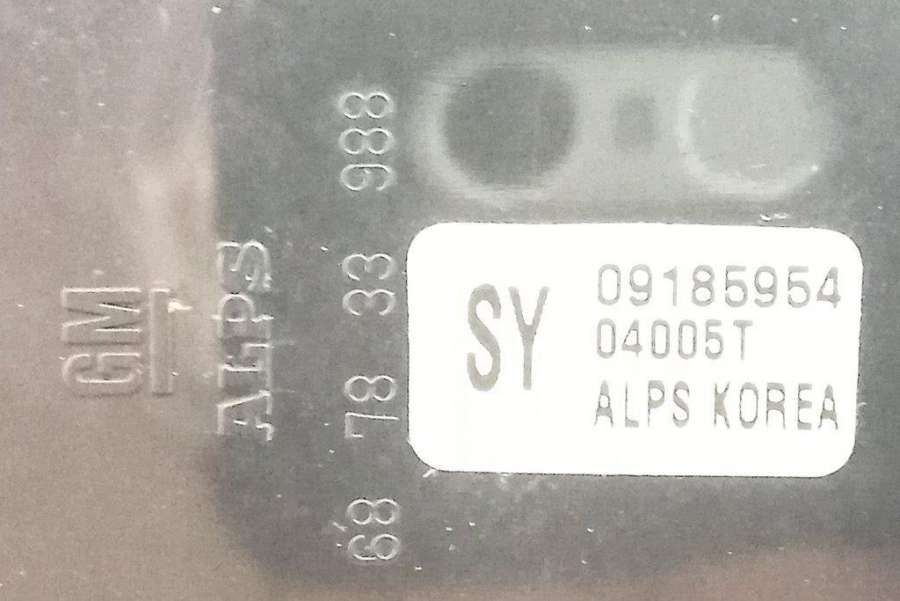 GM
ALPS
68 78 33 988
SY
09185954
04005T
ALPS KOREA